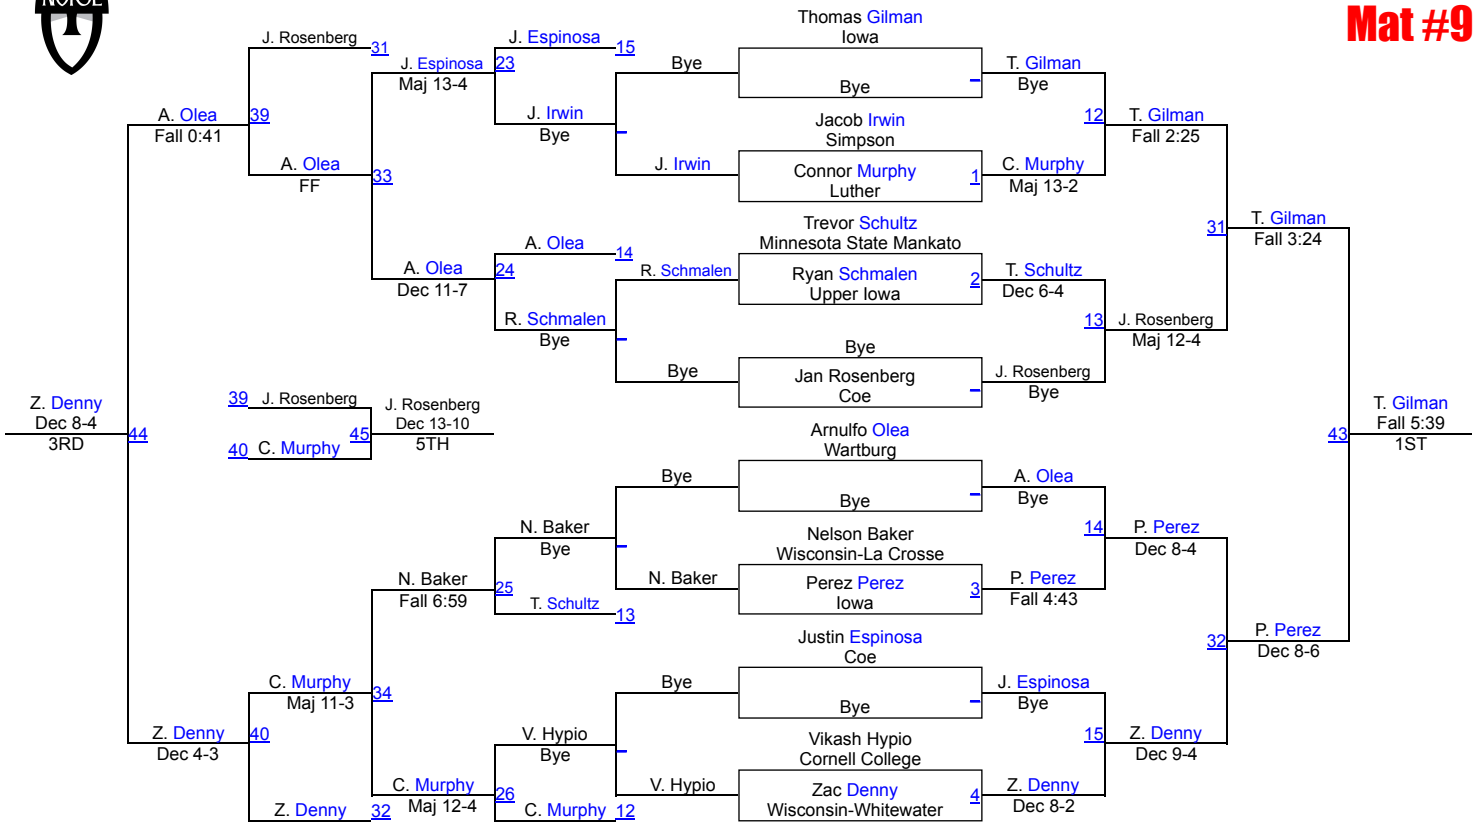 Mat #9
Thomas Gilman
Iowa
J. Rosenberg 31
J. Espinosa 15
J. Espinosa 23
Maj 13-4
Bye
T. Gilman
Bye
Bye
A. Olea 39
Fall 0:41
J. Irwin
Bye
Jacob Irwin
Simpson
12 T. Gilman
Fall 2:25
A. Olea
FF
33
J. Irwin
Connor Murphy 1
Luther
C. Murphy
Maj 13-2
Trevor Schultz
Minnesota State Mankato
31 T. Gilman
Fall 3:24
A. Olea 14
A. Olea 24
Dec 11-7
R. Schmalen
Ryan Schmalen 2
Upper Iowa
T. Schultz
Dec 6-4
R. Schmalen
Bye
13 J. Rosenberg
Maj 12-4
Bye
Bye
Jan Rosenberg
Coe
J. Rosenberg
Bye
Z. Denny
Dec 8-4
3RD
44
39 J. Rosenberg
40 C. Murphy
45
J. Rosenberg
Dec 13-10
5TH
T. Gilman
Fall 5:39
1ST
43
Arnulfo Olea
Wartburg
Bye
Bye
A. Olea
Bye
N. Baker
Bye
Nelson Baker
Wisconsin-La Crosse
14 P. Perez
Dec 8-4
N. Baker 25
Fall 6:59
N. Baker
Perez Perez 3
Iowa
P. Perez
Fall 4:43
T. Schultz 13
Justin Espinosa
Coe
32 P. Perez
Dec 8-6
C. Murphy 34
Maj 11-3
Bye
Bye
J. Espinosa
Bye
Z. Denny 40
Dec 4-3
V. Hypio
Bye
Vikash Hypio
Cornell College
15 Z. Denny
Dec 9-4
C. Murphy 26
Maj 12-4
V. Hypio
Zac Denny 4
Wisconsin-Whitewater
Z. Denny
Dec 8-2
Z. Denny 32
C. Murphy 12